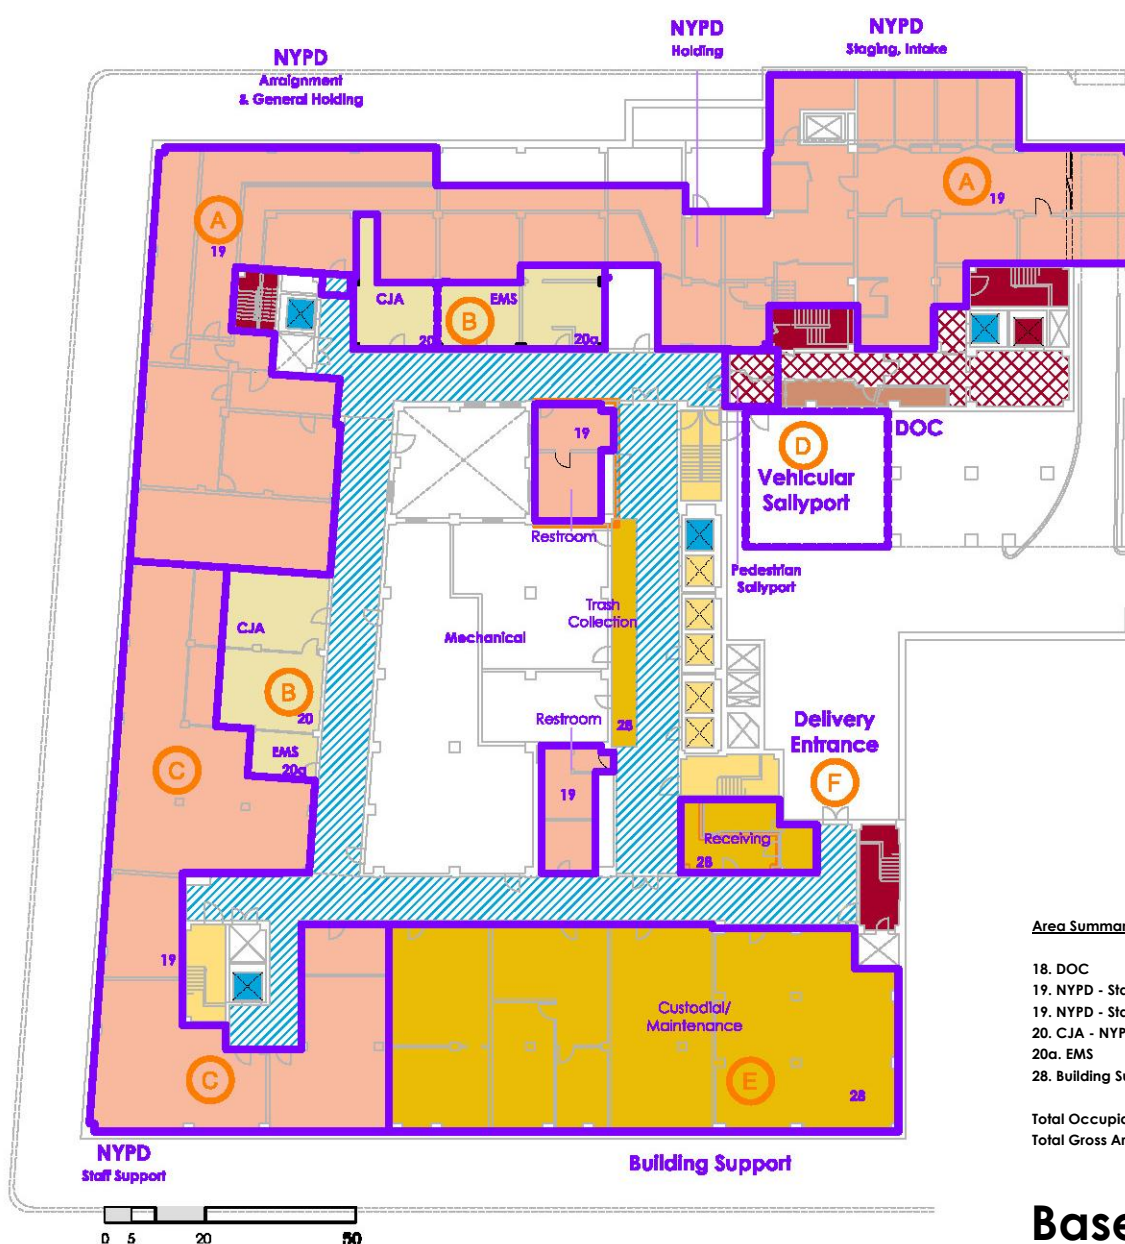 NYPD
Arraignment
& General Holding
NYPD
Holding
NYPD
Staging, Intake
A
19
A
19
CJA
20
B
EMS
20a
19
Restroom
D
Vehicular
Sallyport
DOC
Pedestrian
Sallyport
CJA
B
20
EMS
20a
C
Mechanical
Trash
Collection
28
Restroom
19
Delivery
Entrance
F
Receiving
28
19
C
Custodial/
Maintenance
E
28
NYPD
Staff Support
Building Support
0 5 20 50
Area Summar
18. DOC
19. NYPD - Sta
19. NYPD - Sta
20. CJA - NYP
20a. EMS
28. Building Su
Total Occupie
Total Gross Ar
Base